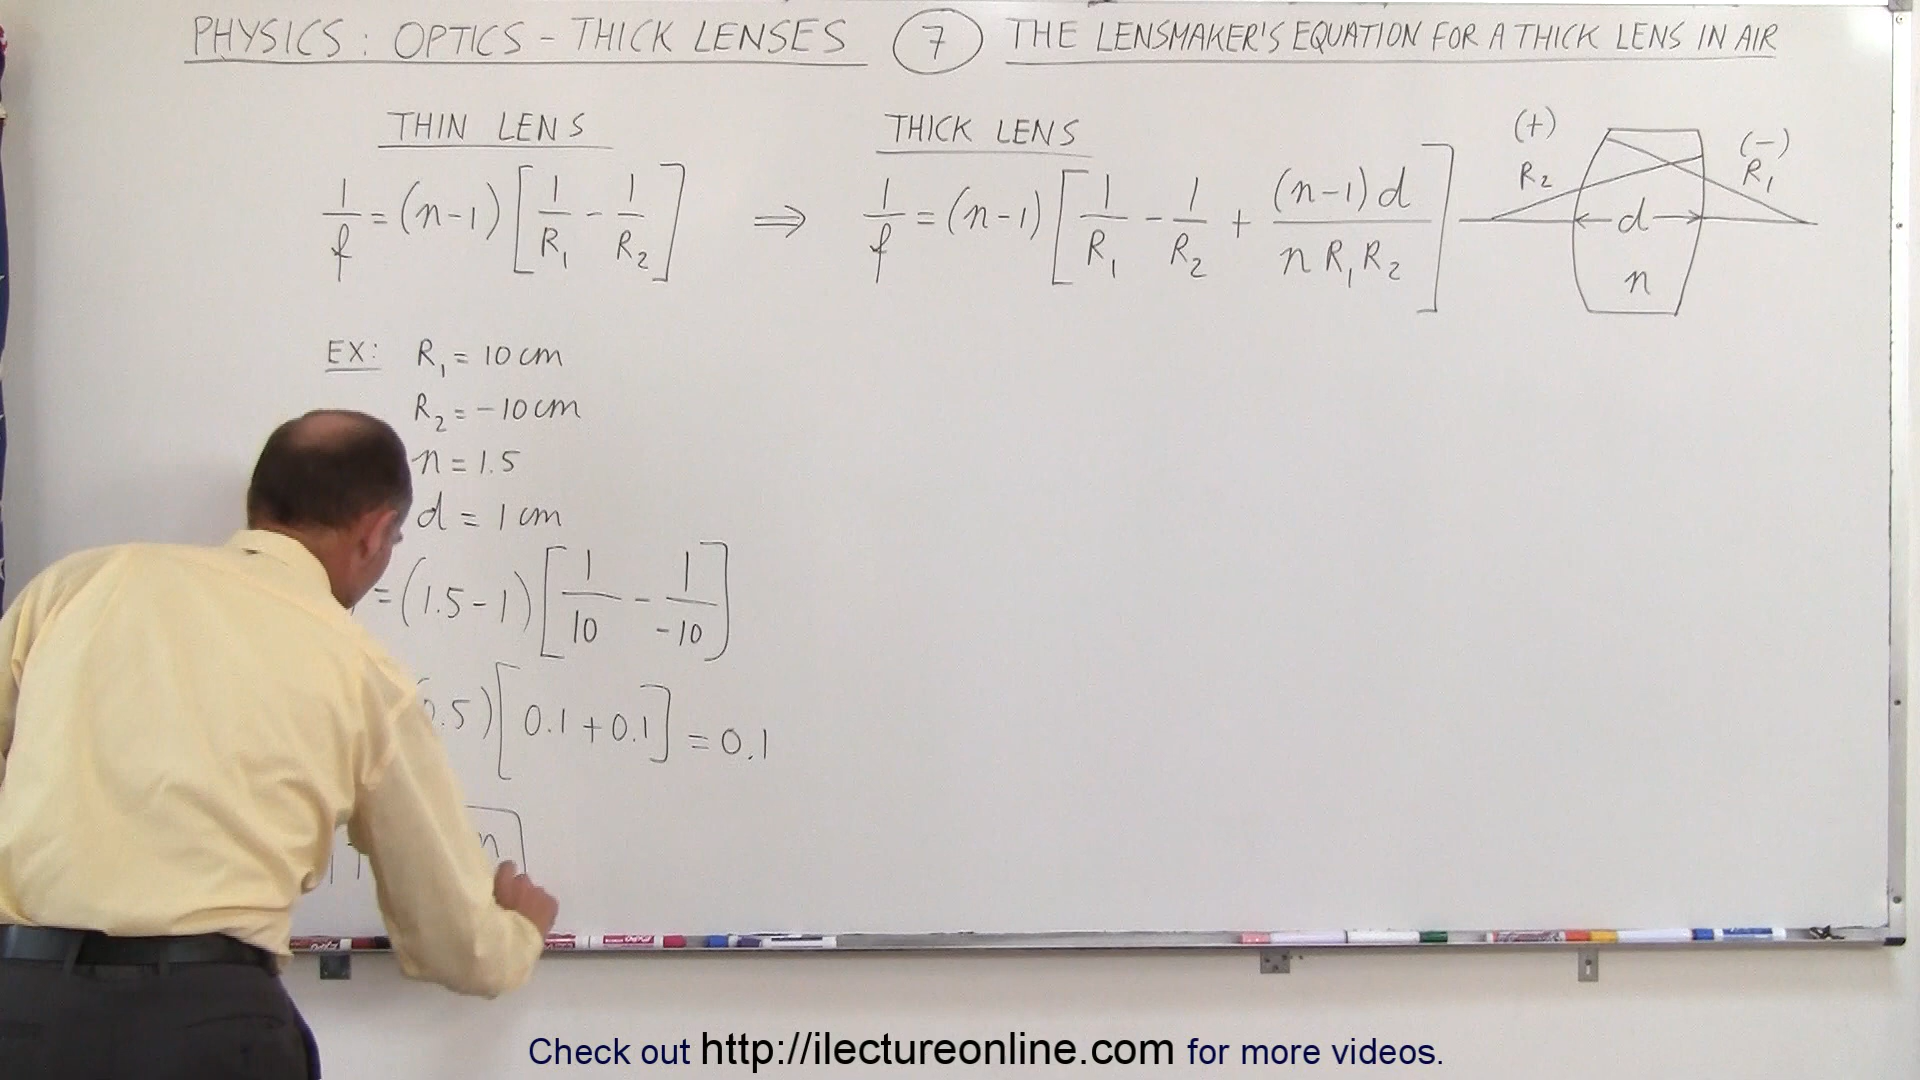 PHYSICS: OPTICS - THICK LENSES 7 THE LENSMAKER'S EQUATION FOR A THICK LENS IN AIR
THIN LENS
1/f = (n-1) [1/R₁ - 1/R₂]
⇒
THICK LENS
1/f = (n-1) [1/R₁ - 1/R₂ + (n-1)d / n R₁R₂]
(+)
R₂
(-)
R₁
d
n
EX: R₁ = 10 cm
R₂ = -10 cm
n = 1.5
d = 1 cm
= (1.5-1) [1/10 - 1/-10]
.5) [0.1 + 0.1] = 0.1
Check out http://ilectureonline.com for more videos.